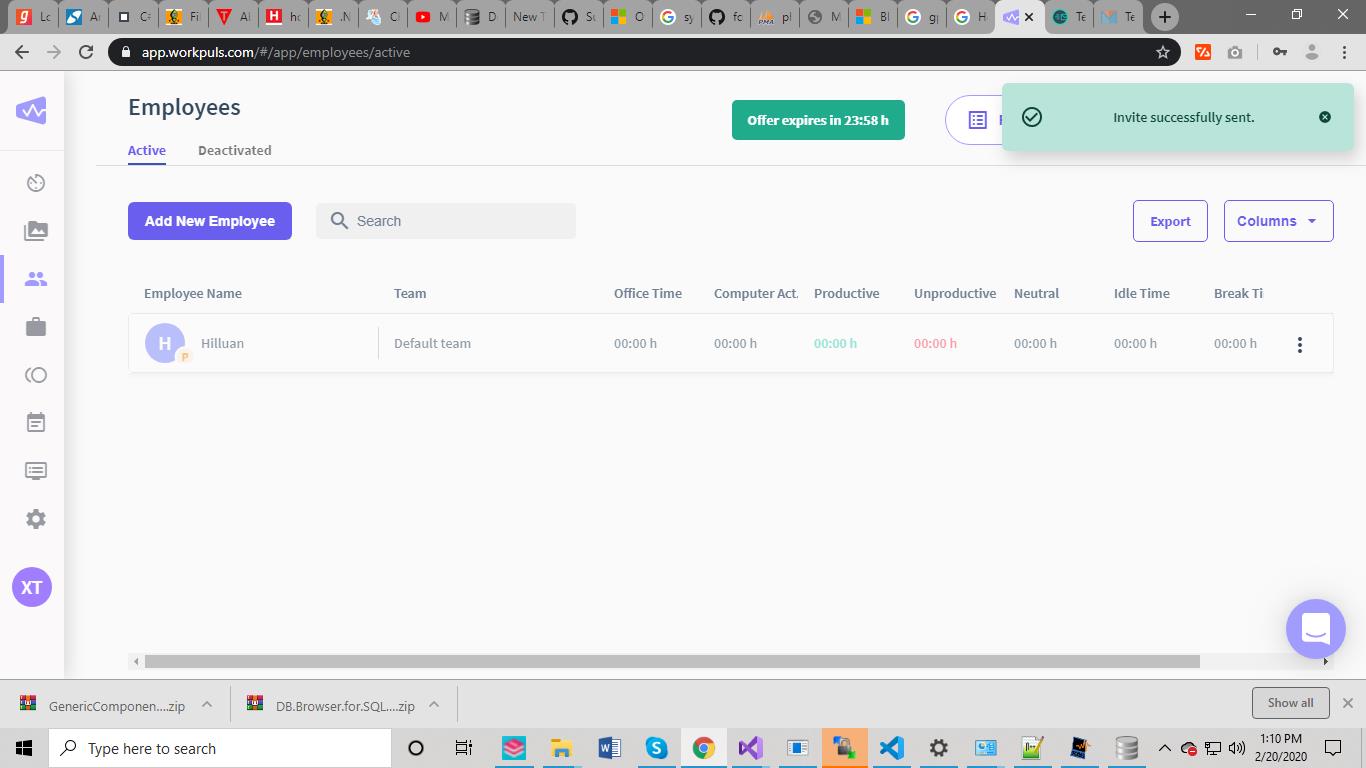 Lc
Ar
C#
Fi
Al
hc
.N
Cl
M
D
New T
Su
O
sy
fc
pl
M
Bl
gp
H
Te
Te
app.workpuls.com/#/app/employees/active
Employees
Offer expires in 23:58 h
Invite successfully sent.
Active
Deactivated
Add New Employee
Search
Export
Columns
Employee Name
Team
Office Time
Computer Act.
Productive
Unproductive
Neutral
Idle Time
Break Ti
H
P
Hilluan
Default team
00:00 h
00:00 h
00:00 h
00:00 h
00:00 h
00:00 h
00:00 h
XT
GenericComponen....zip
DB.Browser.for.SQL....zip
Show all
Type here to search
1:10 PM
2/20/2020